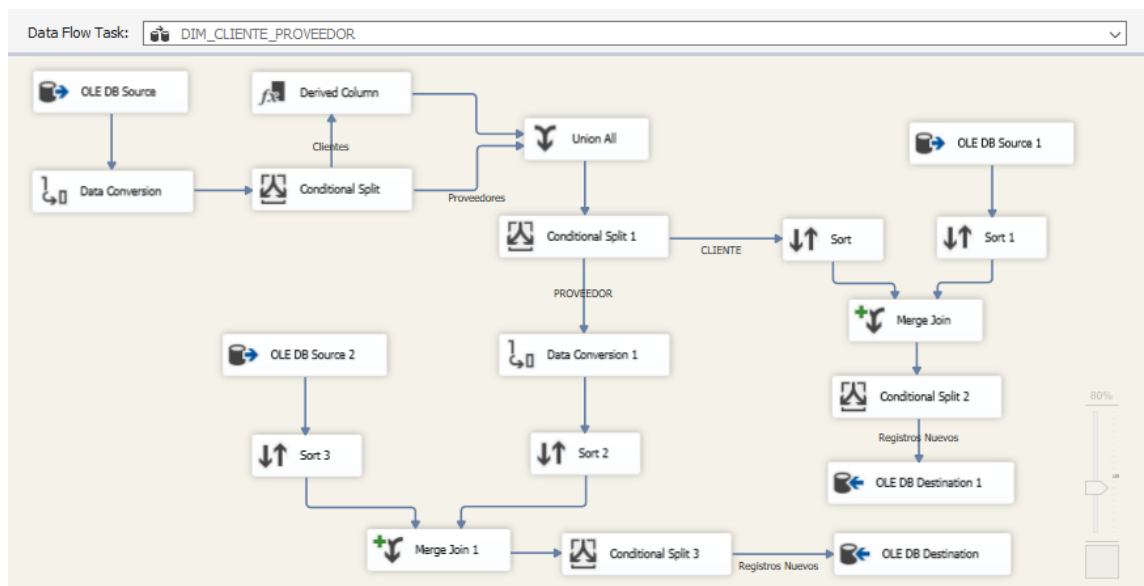 Data Flow Task: DIM_CLIENTE_PROVEEDOR
OLE DB Source
Derived Column
Union All
OLE DB Source 1
Clientes
Data Conversion
Conditional Split
Proveedores
Conditional Split 1
CLIENTE
Sort
Sort 1
PROVEEDOR
Merge Join
OLE DB Source 2
Data Conversion 1
Conditional Split 2
80%
Registros Nuevos
Sort 3
Sort 2
OLE DB Destination 1
Merge Join 1
Conditional Split 3
Registros Nuevos
OLE DB Destination